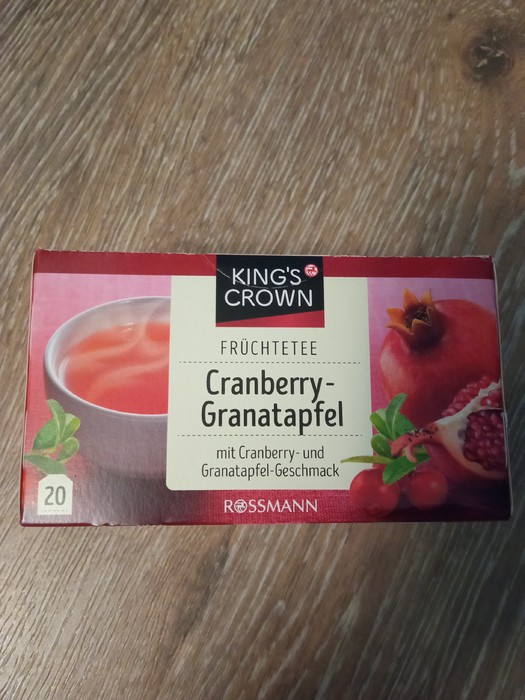 KING'S
CROWN
FRÜCHTETEE
Cranberry-
Granatapfel
mit Cranberry- und
Granatapfel-Geschmack
20
ROSSMANN